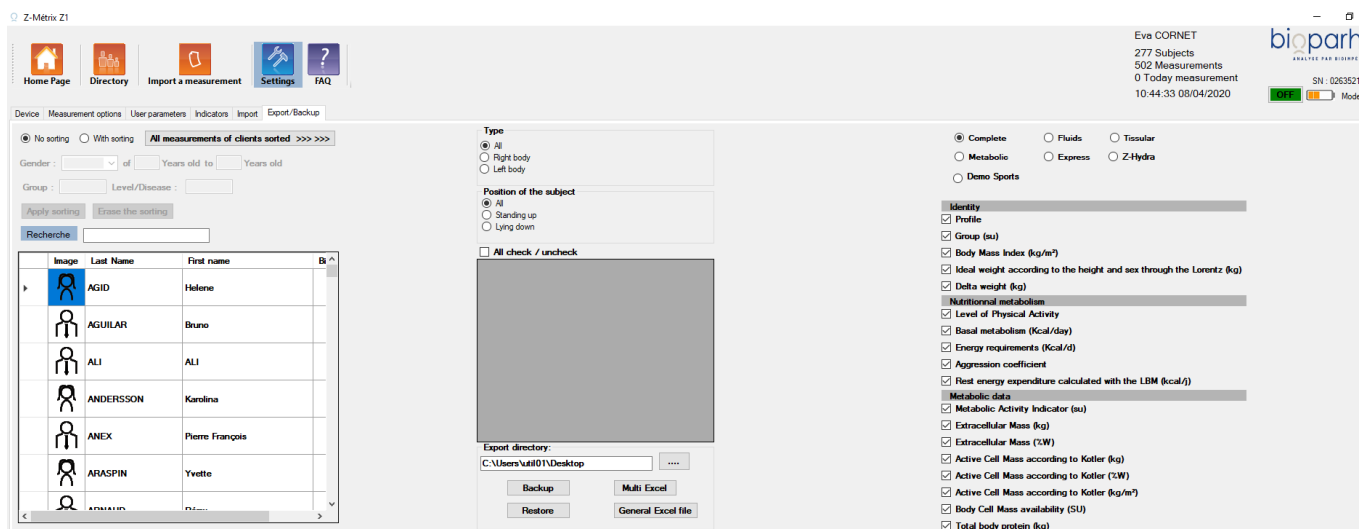 Z-Métrix Z1
Home Page
Directory
Import a measurement
Settings
FAQ
Eva CORNET
277 Subjects
502 Measurements
0 Today measurement
10:44:33 08/04/2020
bioparh
ANALYSE PAR BIOIMPE
SN : 0263521
OFF
Mode
Device
Measurement options
User parameters
Indicators
Import
Export/Backup
No sorting
With sorting
All measurements of clients sorted >>> >>>
Gender :
of
Years old to
Years old
Group :
Level/Disease :
Apply sorting
Erase the sorting
Recherche
Image Last Name First name Bi
AGID Helene
AGUILAR Bruno
ALI ALI
ANDERSSON Karolina
ANEX Pierre François
ARASPIN Yvette
Type
All
Right body
Left body
Position of the subject
All
Standing up
Lying down
All check / uncheck
Export directory:
C:\Users\util01\Desktop
....
Backup
Multi Excel
Restore
General Excel file
Complete
Fluids
Tissular
Metabolic
Express
Z-Hydra
Demo Sports
Identity
Profile
Group (su)
Body Mass Index (kg/m²)
Ideal weight according to the height and sex through the Lorentz (kg)
Delta weight (kg)
Nutritionnal metabolism
Level of Physical Activity
Basal metabolism (Kcal/day)
Energy requirements (Kcal/d)
Aggression coefficient
Rest energy expenditure calculated with the LBM (kcal/j)
Metabolic data
Metabolic Activity Indicator (su)
Extracellular Mass (kg)
Extracellular Mass (%W)
Active Cell Mass according to Kotler (kg)
Active Cell Mass according to Kotler (%W)
Active Cell Mass according to Kotler (kg/m²)
Body Cell Mass availability (SU)
Total body protein (kg)